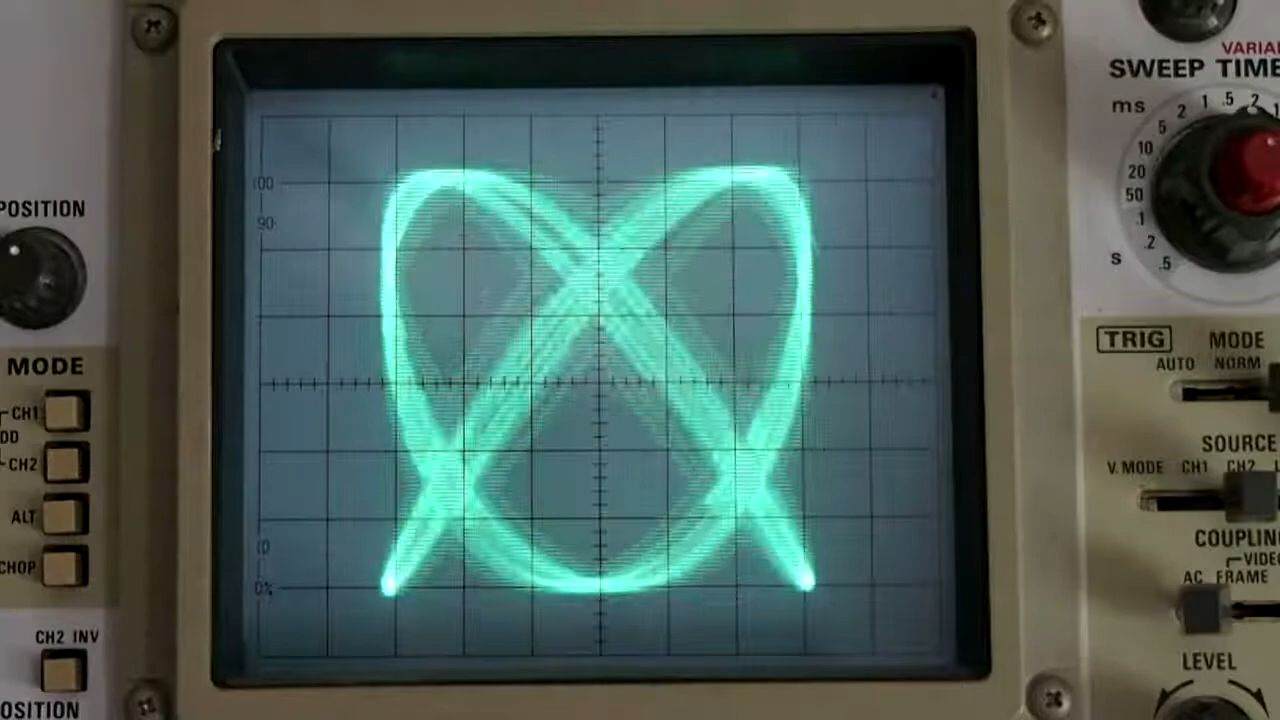 POSITION
MODE
CH1
DD
CH2
ALT
CHOP
CH2 INV
OSITION
100
90
10
0%
VARIA
SWEEP TIME
ms
s
.5
.2
.1
50
20
10
5
2
1
.5
.2
TRIG
MODE
AUTO NORM
SOURCE
V.MODE CH1 CH2
COUPLING
VIDEO
AC FRAME
LEVEL